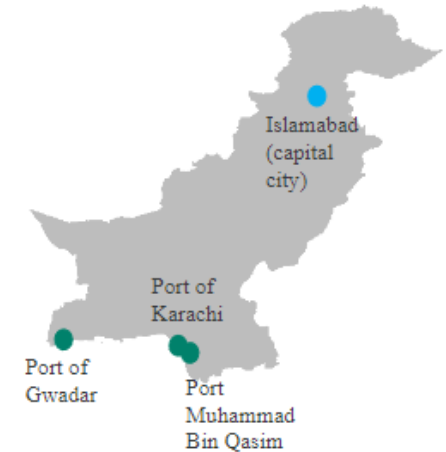 Islamabad
(capital
city)
Port of
Karachi
Port of
Gwadar
Port
Muhammad
Bin Qasim